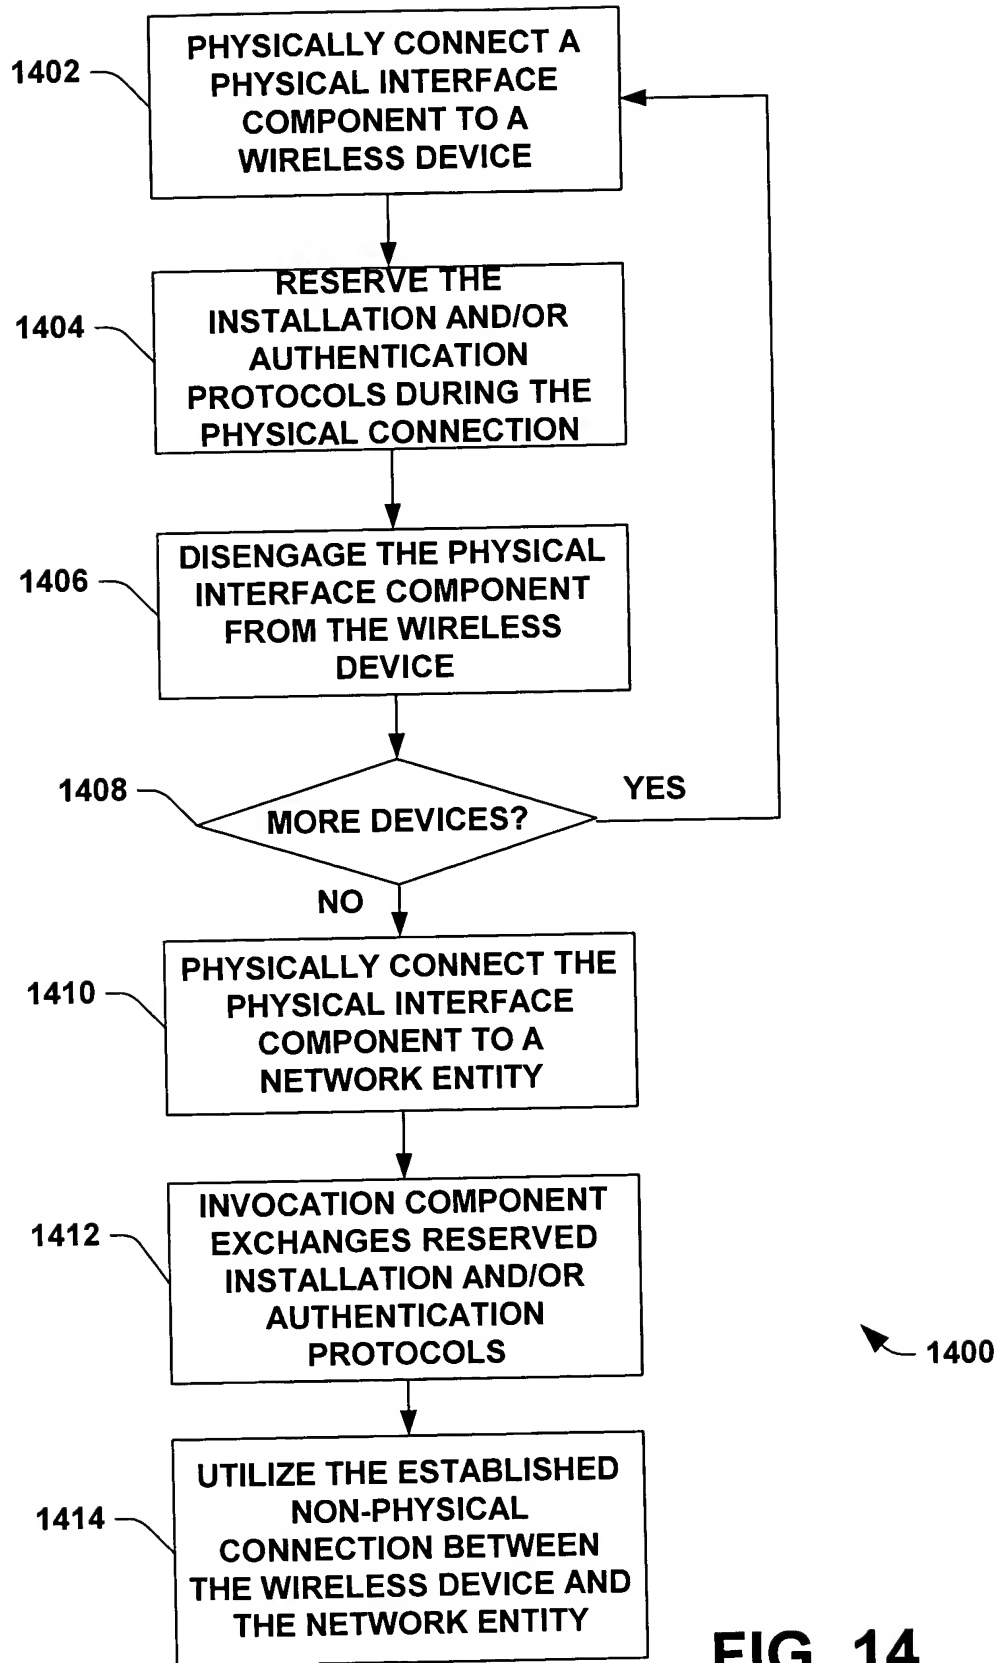 1402
PHYSICALLY CONNECT A
PHYSICAL INTERFACE
COMPONENT TO A
WIRELESS DEVICE
1404
RESERVE THE
INSTALLATION AND/OR
AUTHENTICATION
PROTOCOLS DURING THE
PHYSICAL CONNECTION
1406
DISENGAGE THE PHYSICAL
INTERFACE COMPONENT
FROM THE WIRELESS
DEVICE
1408
MORE DEVICES?
YES
NO
1410
PHYSICALLY CONNECT THE
PHYSICAL INTERFACE
COMPONENT TO A
NETWORK ENTITY
1412
INVOCATION COMPONENT
EXCHANGES RESERVED
INSTALLATION AND/OR
AUTHENTICATION
PROTOCOLS
1400
1414
UTILIZE THE ESTABLISHED
NON-PHYSICAL
CONNECTION BETWEEN
THE WIRELESS DEVICE AND
THE NETWORK ENTITY
FIG. 14